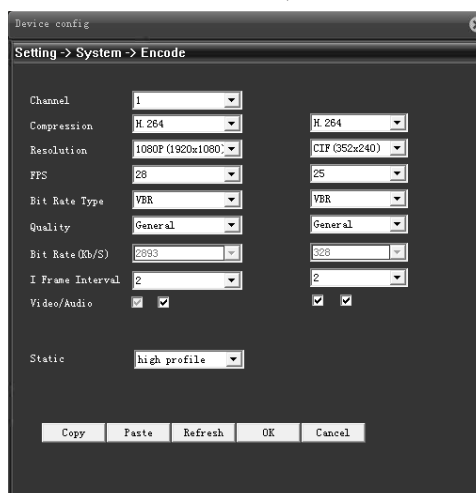 Device config
Setting -> System -> Encode
Channel 1
Compression H.264 H.264
Resolution 1080P(1920x1080) CIF(352x240)
FPS 28 25
Bit Rate Type VBR VBR
Quality General General
Bit Rate(Kb/S) 2893 328
I Frame Interval 2 2
Video/Audio
Static high profile
Copy Paste Refresh OK Cancel